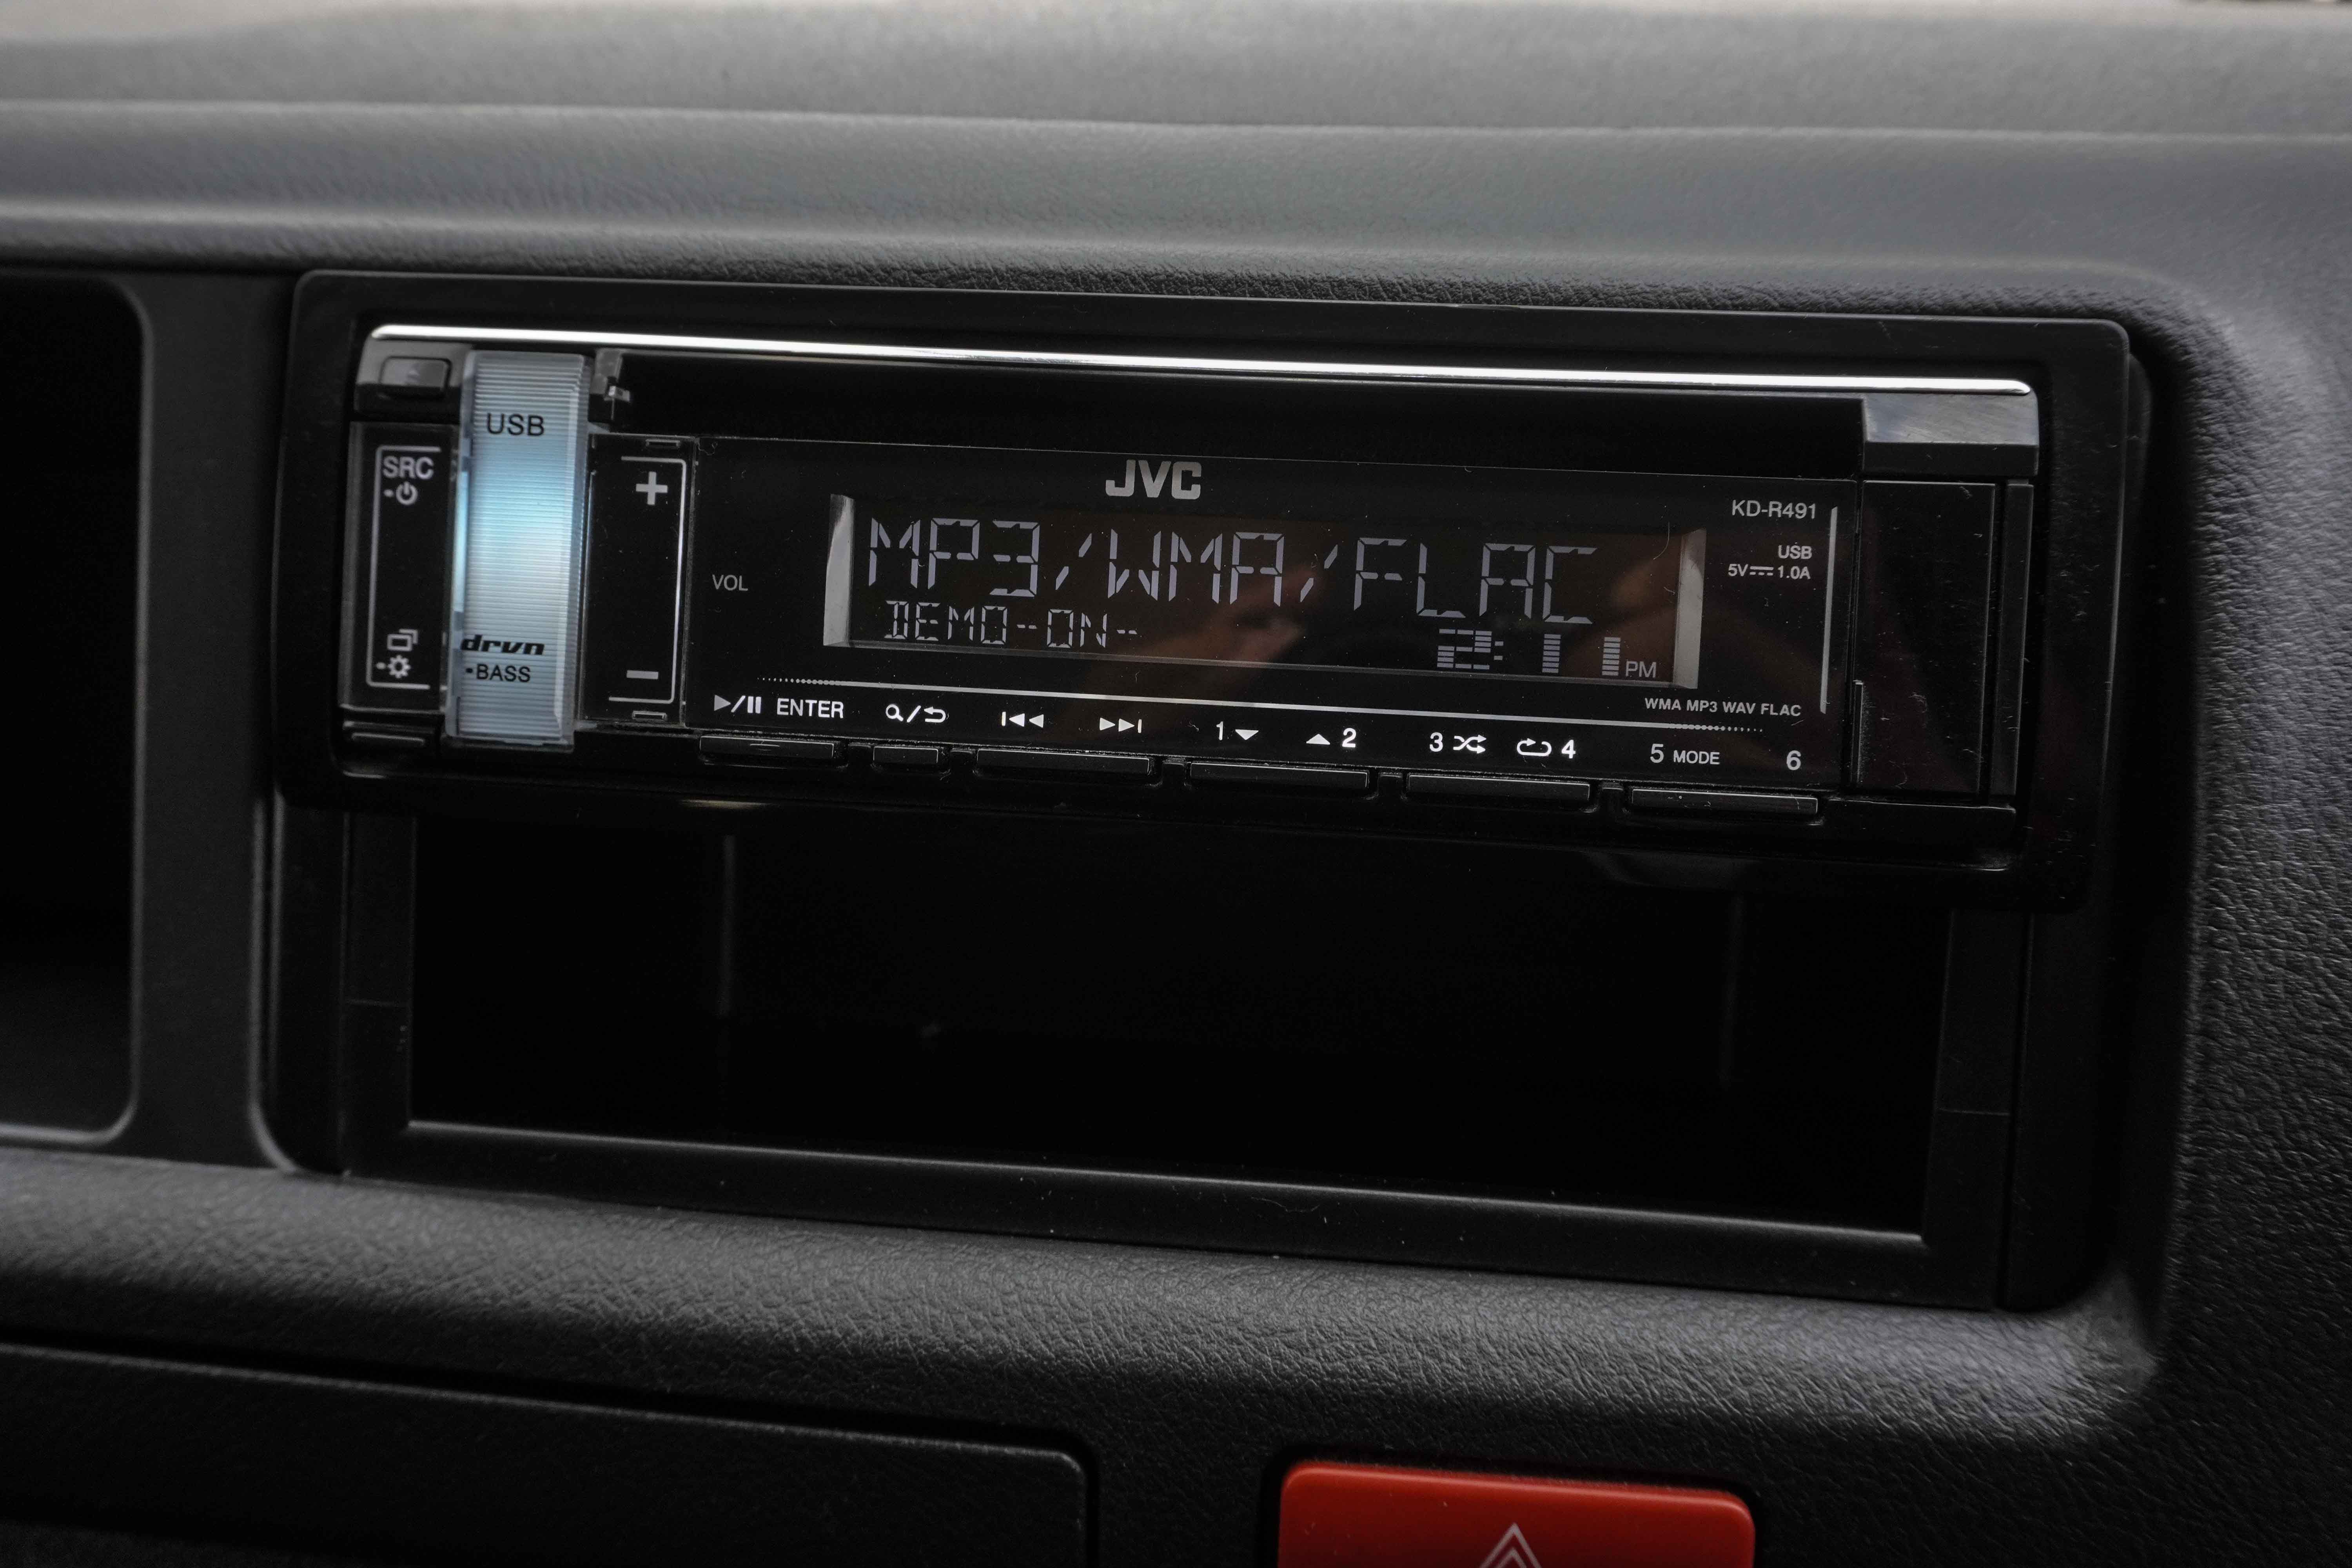 USB
SRC
drvn
•BASS
+
−
VOL
JVC
MP3/WMA/FLAC
DEMO-ON-
2:11 PM
KD-R491
USB
5V⎓1.0A
WMA MP3 WAV FLAC
ENTER
1
2
3
4
5 MODE
6